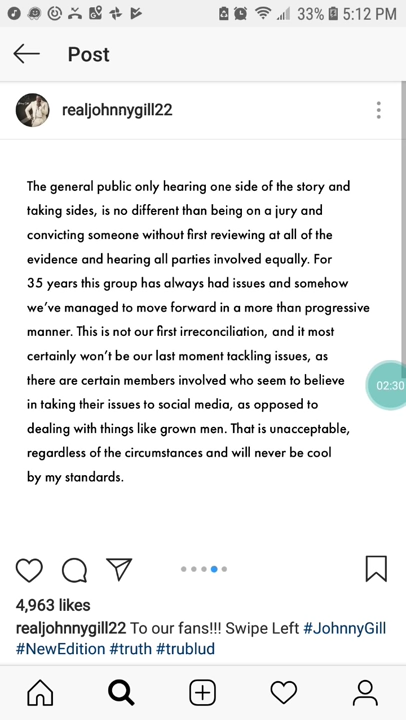 33% 5:12 PM
Post
realjohnnygill22
The general public only hearing one side of the story and
taking sides, is no different than being on a jury and
convicting someone without first reviewing at all of the
evidence and hearing all parties involved equally. For
35 years this group has always had issues and somehow
we've managed to move forward in a more than progressive
manner. This is not our first irreconciliation, and it most
certainly won't be our last moment tackling issues, as
there are certain members involved who seem to believe
in taking their issues to social media, as opposed to
dealing with things like grown men. That is unacceptable,
regardless of the circumstances and will never be cool
by my standards.
02:30
4,963 likes
realjohnnygill22 To our fans!!! Swipe Left #JohnnyGill
#NewEdition #truth #trublud